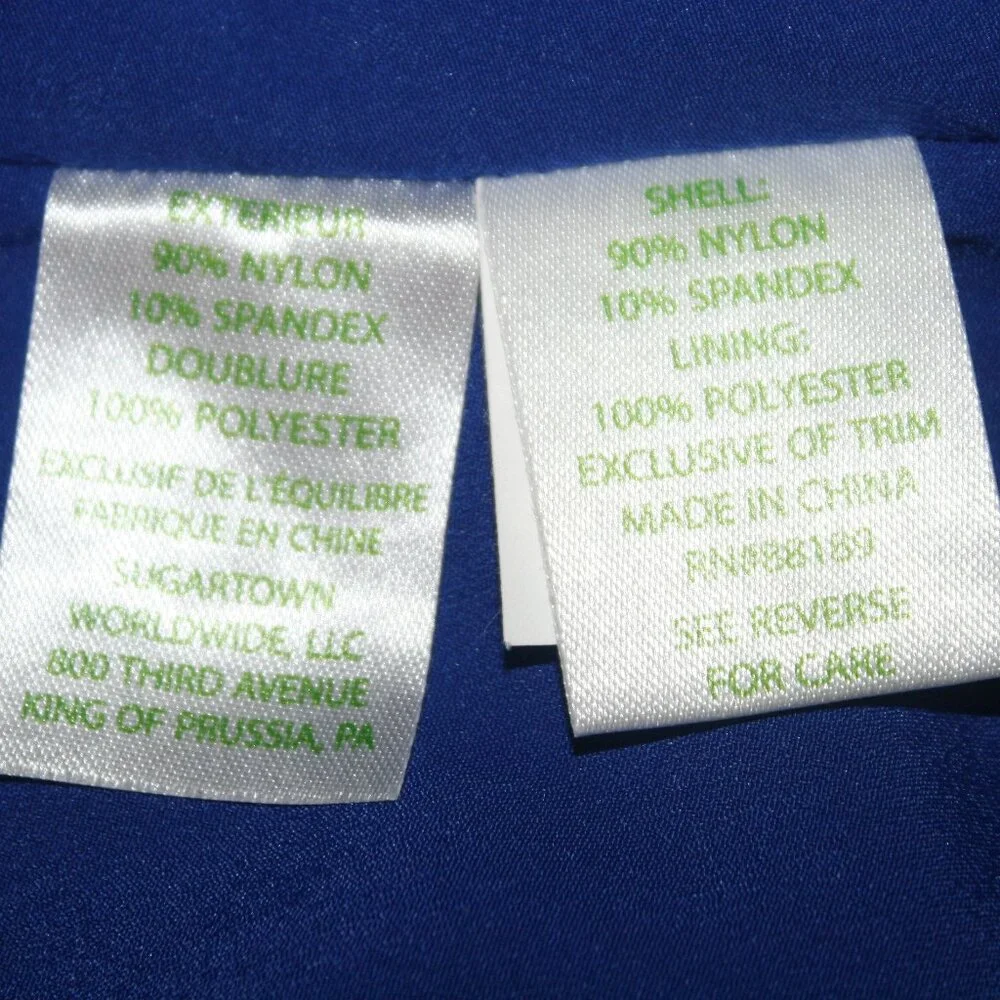 EXTERIEUR
90% NYLON
10% SPANDEX
DOUBLURE
100% POLYESTER
EXCLUSIF DE L'ÉQUILIBRE
FABRIQUE EN CHINE
SUGARTOWN
WORLDWIDE, LLC
800 THIRD AVENUE
KING OF PRUSSIA, PA
SHELL:
90% NYLON
10% SPANDEX
LINING:
100% POLYESTER
EXCLUSIVE OF TRIM
MADE IN CHINA
RN#88189
SEE REVERSE
FOR CARE